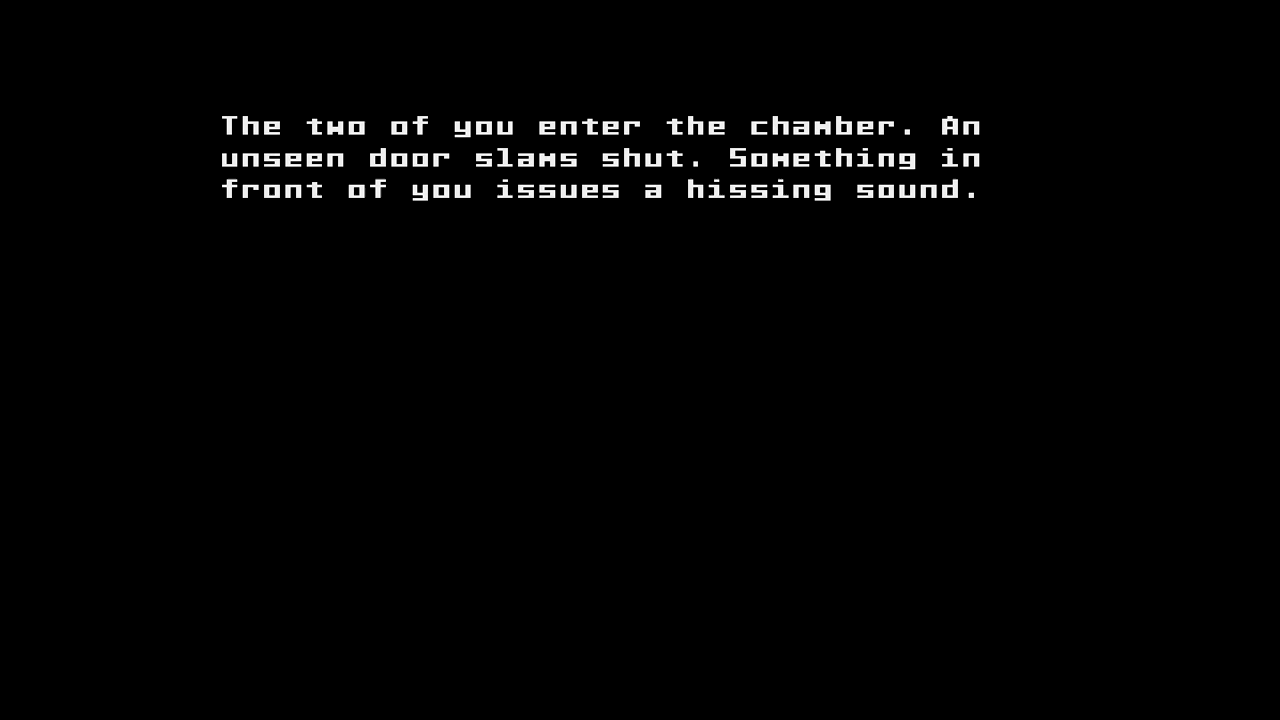 The two of you enter the chamber. An
unseen door slams shut. Something in
front of you issues a hissing sound.